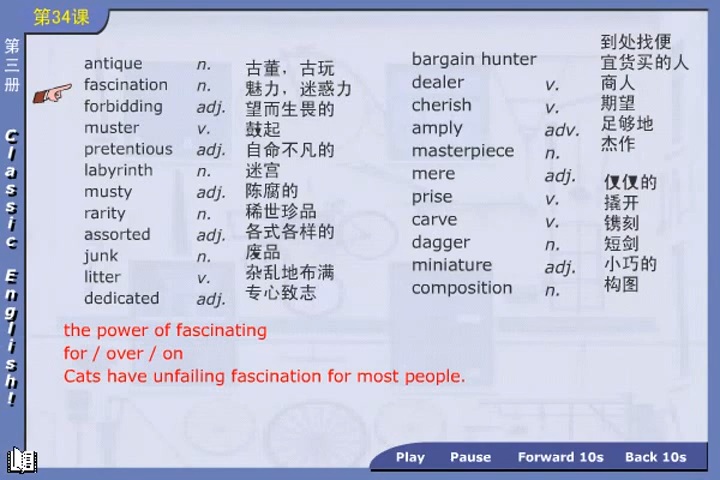 第34课
第三册
Classic English!
antique n. 古董，古玩
fascination n. 魅力，迷惑力
forbidding adj. 望而生畏的
muster v. 鼓起
pretentious adj. 自命不凡的
labyrinth n. 迷宫
musty adj. 陈腐的
rarity n. 稀世珍品
assorted adj. 各式各样的
junk n. 废品
litter v. 杂乱地布满
dedicated adj. 专心致志
bargain hunter 到处找便
宜货买的人
dealer v. 商人
cherish v. 期望
amply adv. 足够地
masterpiece n. 杰作
mere adj. 仅仅的
prise v. 撬开
carve v. 镌刻
dagger n. 短剑
miniature adj. 小巧的
composition n. 构图
the power of fascinating
for / over / on
Cats have unfailing fascination for most people.
Play Pause Forward 10s Back 10s